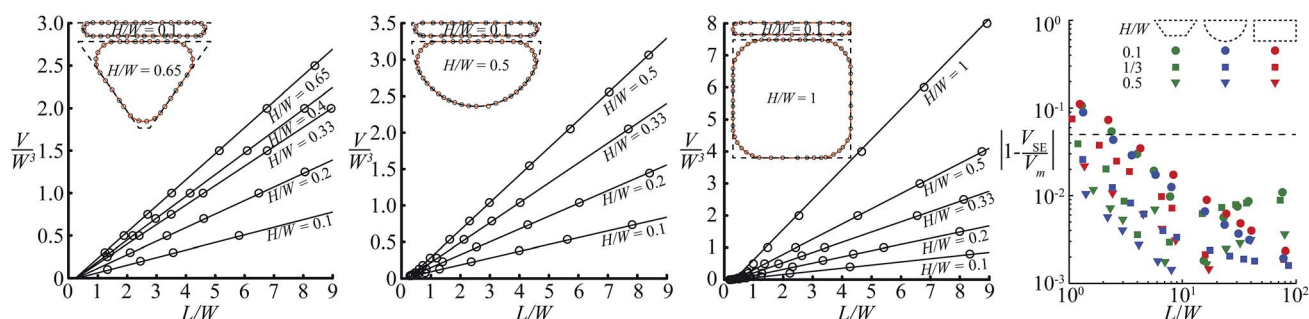 3.0
2.5
2.0
1.5
1.0
0.5
0
V
W³
0 1 2 3 4 5 6 7 8 9
L/W
H/W = 0.1
H/W = 0.65
H/W = 0.65
H/W = 0.4
H/W = 0.33
H/W = 0.2
H/W = 0.1
3.5
3.0
2.5
2.0
1.5
1.0
0.5
0
V
W³
0 1 2 3 4 5 6 7 8 9
L/W
H/W = 0.1
H/W = 0.5
H/W = 0.5
H/W = 0.33
H/W = 0.2
H/W = 0.1
8
7
6
5
4
3
2
1
0
V
W³
0 1 2 3 4 5 6 7 8 9
L/W
H/W = 0.1
H/W = 1
H/W = 1
H/W = 0.5
H/W = 0.33
H/W = 0.2
H/W = 0.1
10⁰
10⁻¹
10⁻²
10⁻³
|1-V_SE/V_m|
10⁰ 10¹ 10²
L/W
H/W
0.1
1/3
0.5